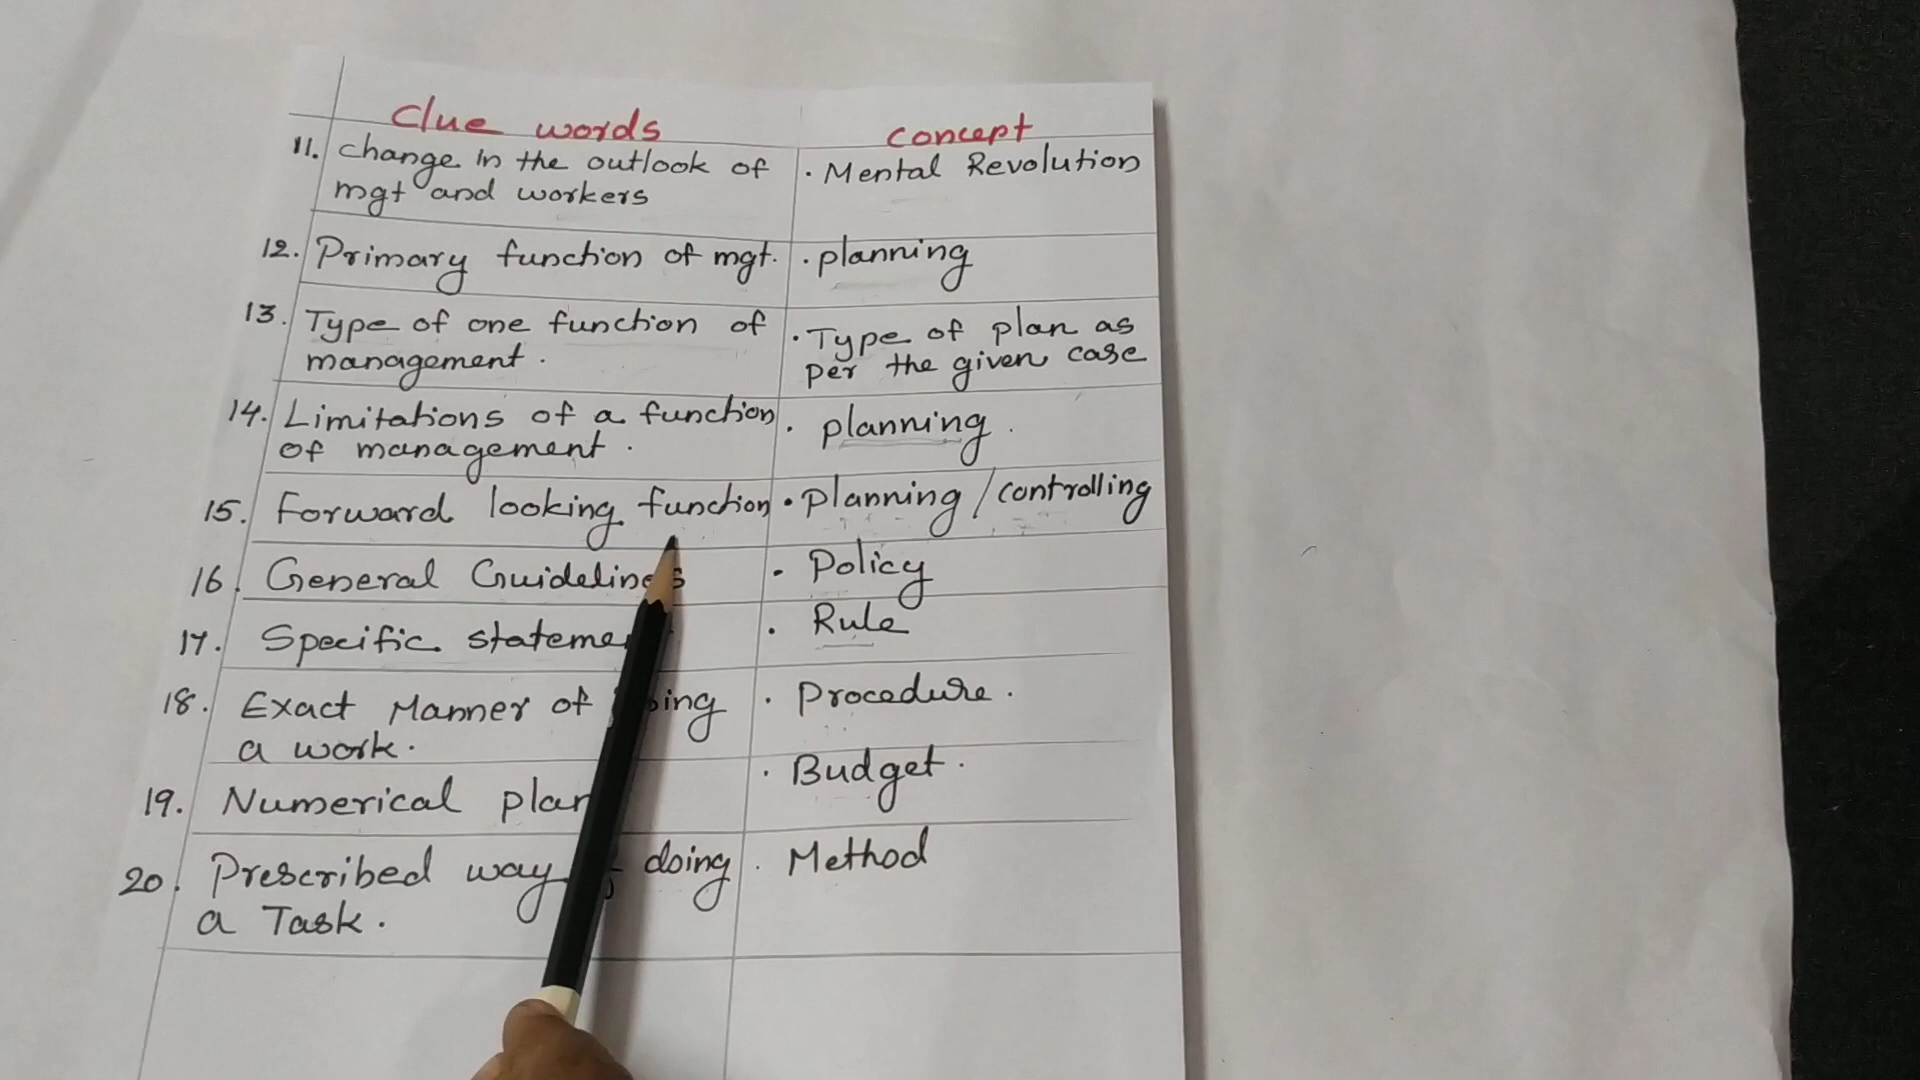 Clue words concept
11. change in the outlook of . Mental Revolution
mgt and workers
12. Primary function of mgt. . planning
13. Type of one function of . Type of plan as
management. per the given case
14. Limitations of a function . planning.
of management.
15. Forward looking function . Planning / controlling
16. General Guidelines . Policy
17. Specific . Rule
18. Exact Manner of . Procedure.
a work.
19. Numerical . Budget.
20. Prescribed way doing . Method
a Task.